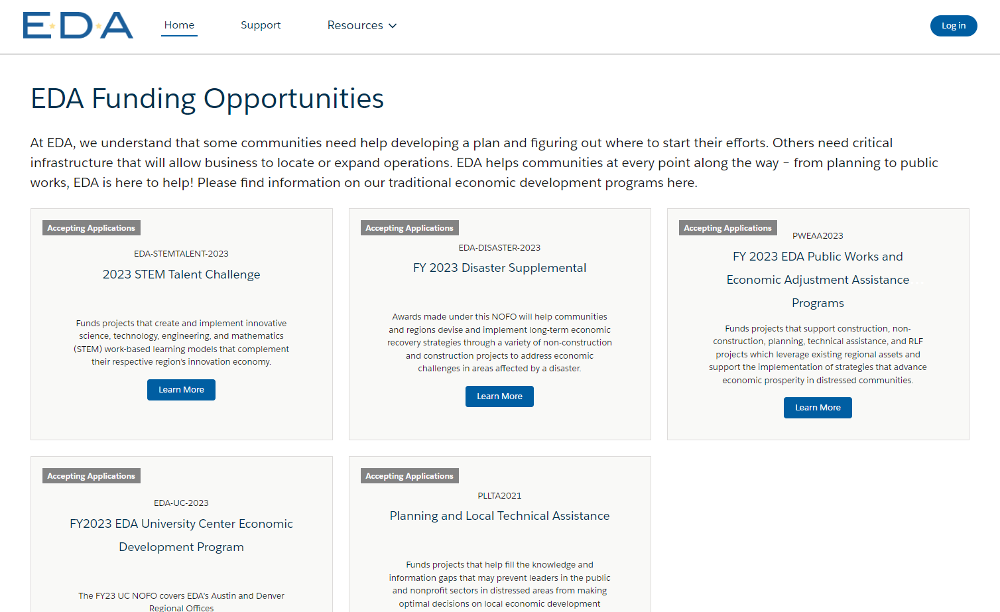 EDA
Home
Support
Resources
Log in
EDA Funding Opportunities
At EDA, we understand that some communities need help developing a plan and figuring out where to start their efforts. Others need critical
infrastructure that will allow business to locate or expand operations. EDA helps communities at every point along the way – from planning to public
works, EDA is here to help! Please find information on our traditional economic development programs here.
Accepting Applications
EDA-STEMTALENT-2023
2023 STEM Talent Challenge
Funds projects that create and implement innovative
science, technology, engineering, and mathematics
(STEM) work-based learning models that complement
their respective region's innovation economy.
Learn More
Accepting Applications
EDA-DISASTER-2023
FY 2023 Disaster Supplemental
Awards made under this NOFO will help communities
and regions devise and implement long-term economic
recovery strategies through a variety of non-construction
and construction projects to address economic
challenges in areas affected by a disaster.
Learn More
Accepting Applications
PWEAA2023
FY 2023 EDA Public Works and
Economic Adjustment Assistance
Programs
Funds projects that support construction, non-
construction, planning, technical assistance, and RLF
projects which leverage existing regional assets and
support the implementation of strategies that advance
economic prosperity in distressed communities.
Learn More
Accepting Applications
EDA-UC-2023
FY2023 EDA University Center Economic
Development Program
The FY23 UC NOFO covers EDA's Austin and Denver
Regional Offices
Accepting Applications
PLLTA2021
Planning and Local Technical Assistance
Funds projects that help fill the knowledge and
information gaps that may prevent leaders in the public
and nonprofit sectors in distressed areas from making
optimal decisions on local economic development